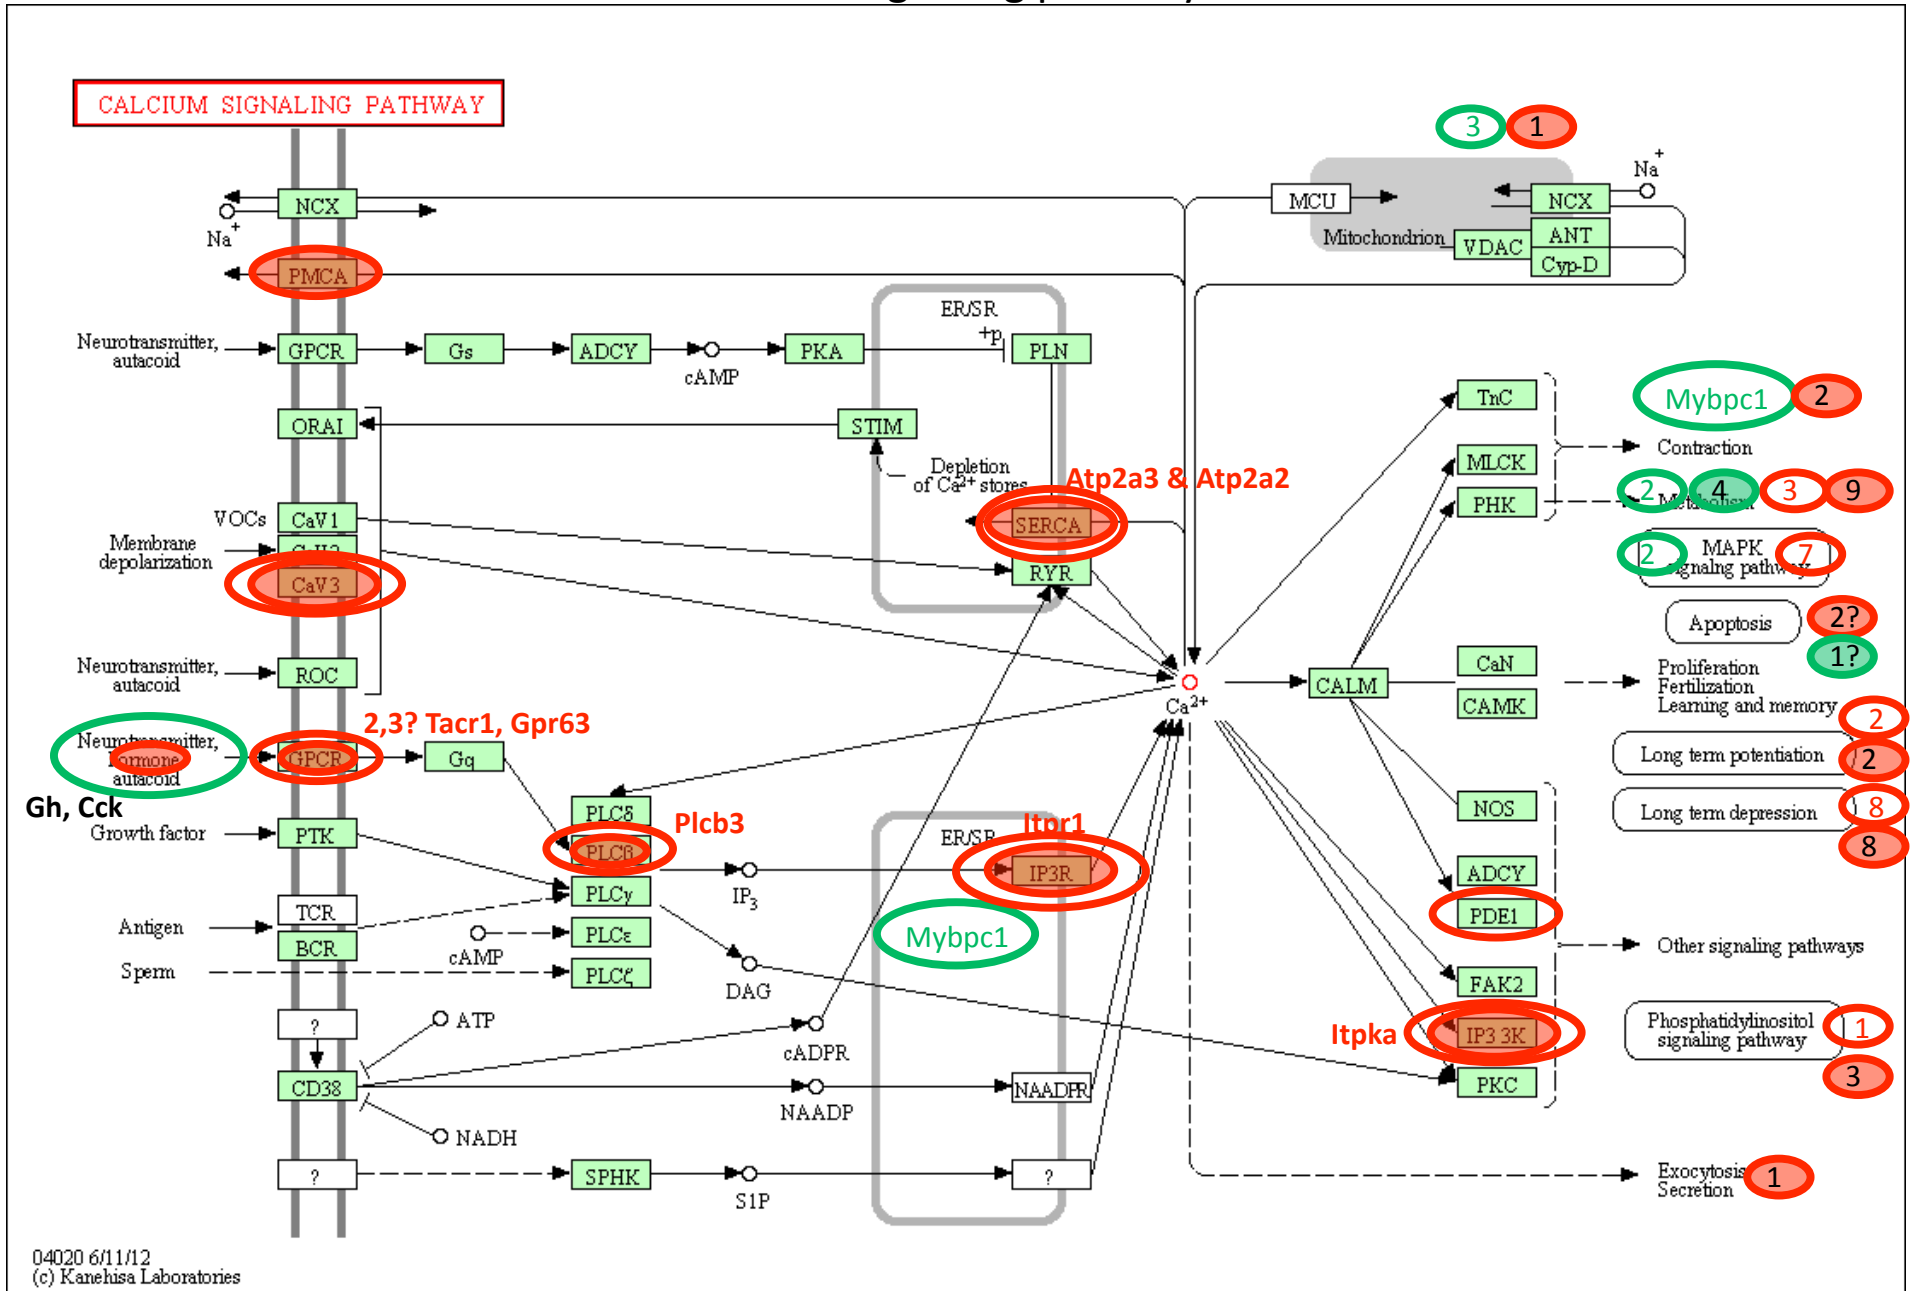 CALCIUM SIGNALING PATHWAY
3
1
NCX
Na+
PMCA
MCU
Mitochondrion
NCX
Na+
VDAC
ANT
Cyp-D
Neurotransmitter,
autacoid
GPCR
Gs
ADCY
cAMP
PKA
ER/SR
+p
PLN
ORAI
STIM
Depletion
of Ca2+ stores
Atp2a3 & Atp2a2
SERCA
RYR
VOCs
CaV1
Membrane
depolarization
CaV3
Neurotransmitter,
autacoid
ROC
TnC
MLCK
PHK
Mybpc1
2
Contraction
2
4
3
9
Metabolism
2
MAPK
signaling pathway
7
Apoptosis
2?
1?
Ca2+
CALM
CaN
CAMK
Proliferation
Fertilization
Learning and memory
2
Long term potentiation
2
Long term depression
8
8
Neurotransmitter,
hormone
autacoid
Gh, Cck
2,3? Tacr1, Gpr63
GPCR
Gq
Growth factor
PTK
PLCδ
PLCβ
Plcb3
PLCγ
PLCε
PLCζ
IP3
ER/SR
Itpr1
IP3R
Mybpc1
Antigen
TCR
BCR
cAMP
Sperm
DAG
NOS
ADCY
PDE1
Other signaling pathways
FAK2
Itpka
IP3 3K
PKC
Phosphatidylinositol
signaling pathway
1
3
?
ATP
CD38
cADPR
NAADP
NAADPR
NADH
?
SPHK
S1P
?
Exocytosis
Secretion
1
04020 6/11/12
(c) Kanehisa Laboratories